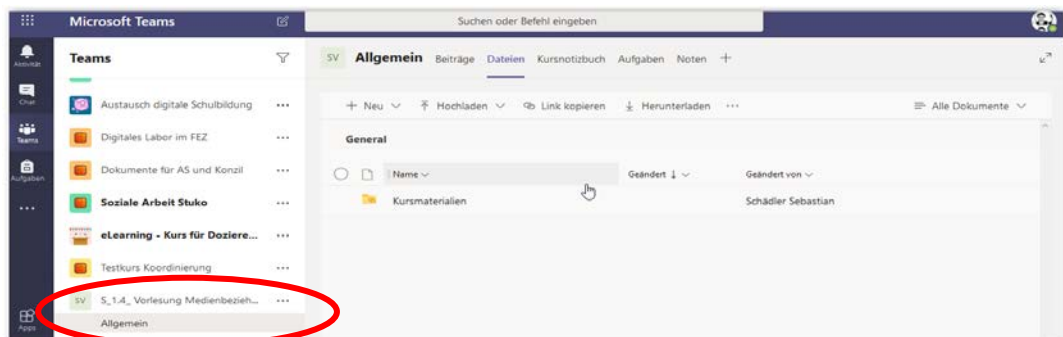 Microsoft Teams
Suchen oder Befehl eingeben
Aktivität
Chat
Teams
Aufgaben
Apps
Teams
Austausch digitale Schulbildung
Digitales Labor im FEZ
Dokumente für AS und Konzil
Soziale Arbeit Stuko
eLearning - Kurs für Doziere...
Testkurs Koordinierung
SV S_1.4_ Vorlesung Medienbezieh...
Allgemein
SV Allgemein Beiträge Dateien Kursnotizbuch Aufgaben Noten +
+ Neu Hochladen Link kopieren Herunterladen ... Alle Dokumente
General
Name Geändert ↓ Geändert von
Kursmaterialien Schädler Sebastian